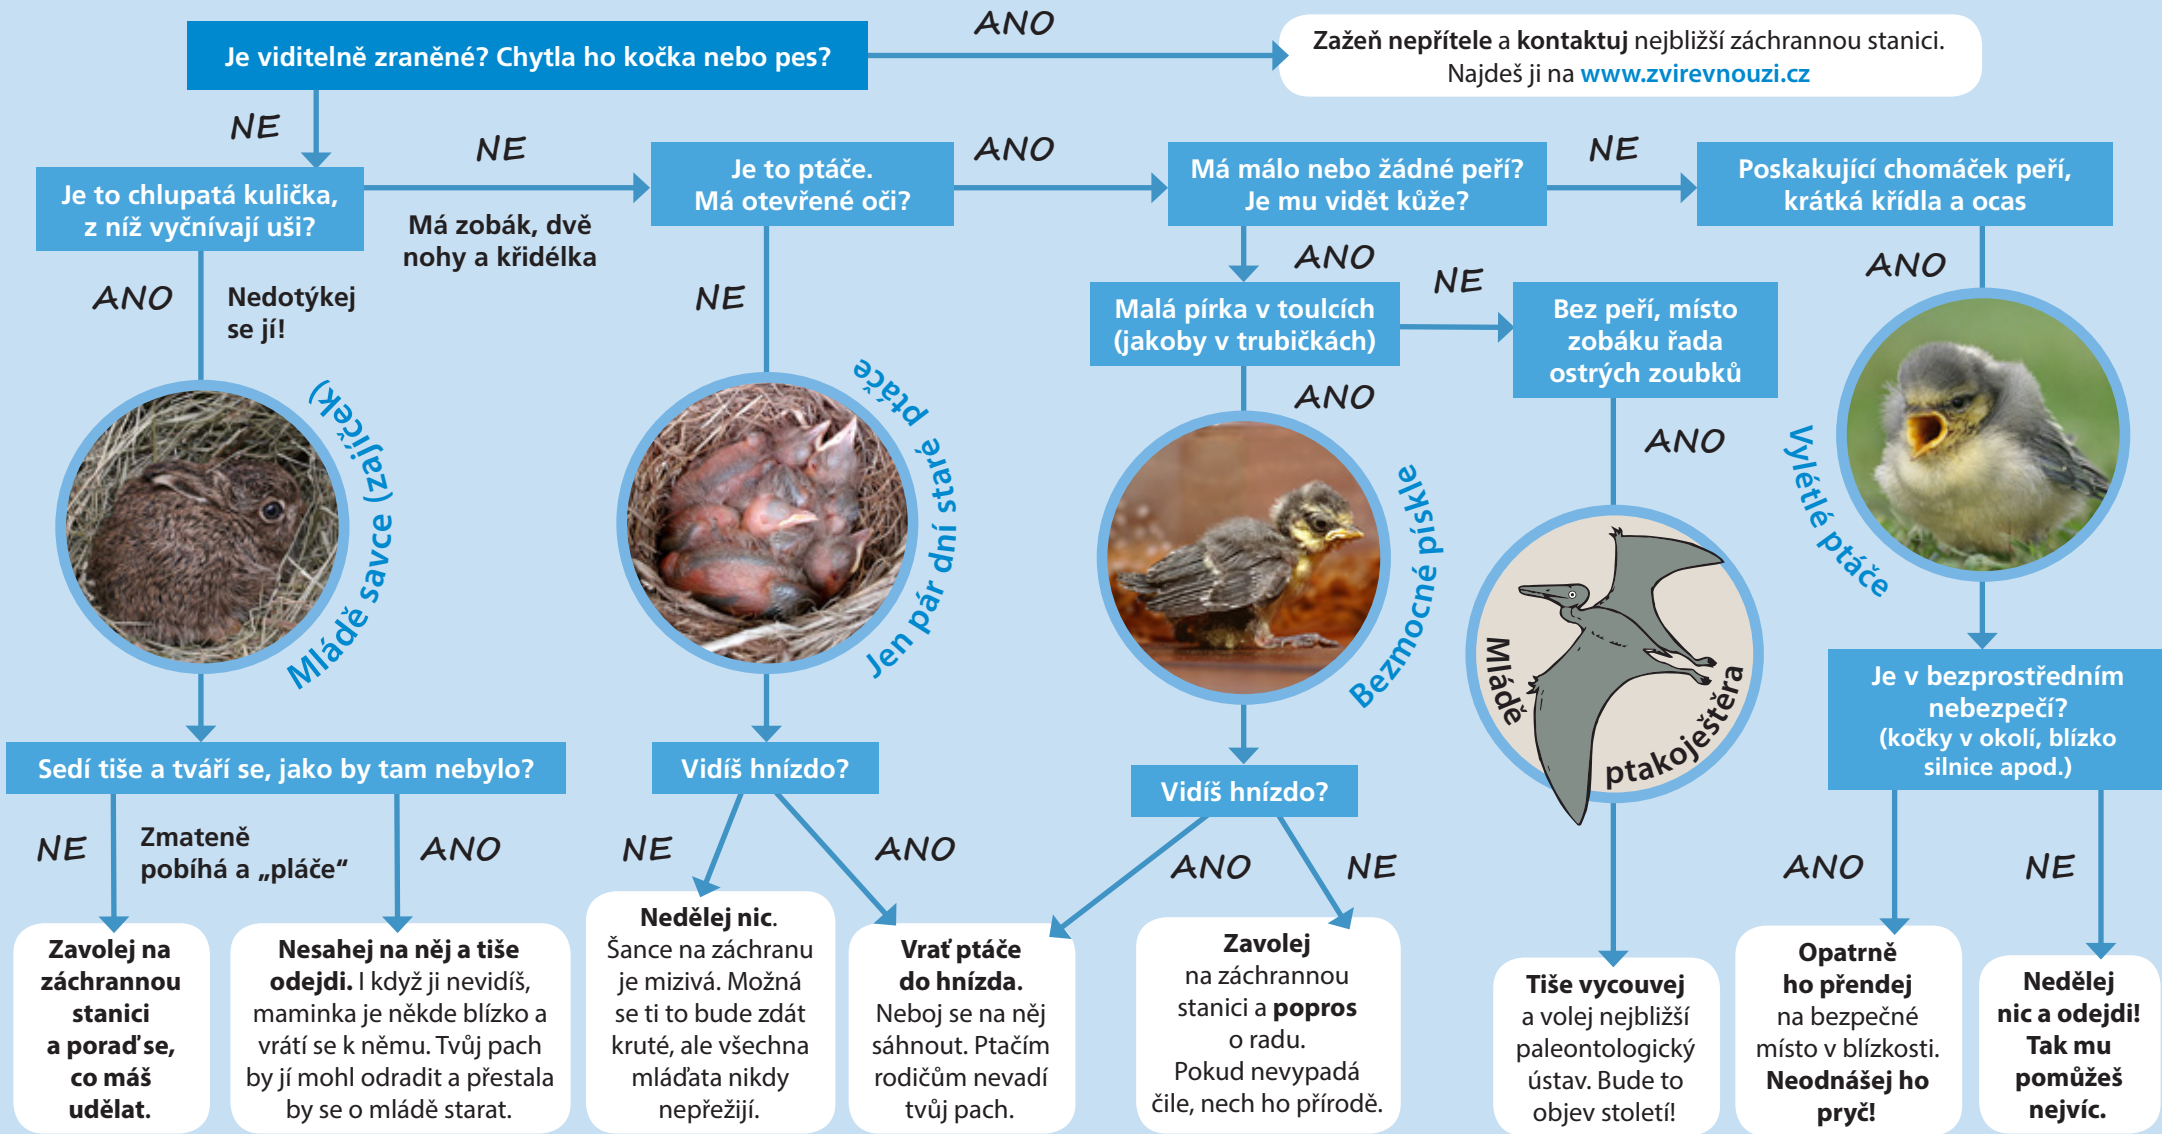 Je viditelně zraněné? Chytla ho kočka nebo pes?
ANO
Zažeň nepřítele a kontaktuj nejbližší záchrannou stanici.
Najdeš ji na www.zvirevnouzi.cz
NE
Je to chlupatá kulička,
z níž vyčnívají uši?
NE
Má zobák, dvě
nohy a křidélka
Je to ptáče.
Má otevřené oči?
ANO
Má málo nebo žádné peří?
Je mu vidět kůže?
NE
Poskakující chomáček peří,
krátká křídla a ocas
ANO
Nedotýkej
se jí!
NE
ANO
Malá pírka v toulcích
(jakoby v trubičkách)
NE
Bez peří, místo
zobáku řada
ostrých zoubků
ANO
ANO
ANO
Mládě savce (zajíček)
Jen pár dní staré ptáče
Bezmocné pískle
Mládě
ptakoještěra
Vylétlé ptáče
Sedí tiše a tváří se, jako by tam nebylo?
Vidíš hnízdo?
Vidíš hnízdo?
Je v bezprostředním
nebezpečí?
(kočky v okolí, blízko
silnice apod.)
NE
Zmateně
pobíhá a „pláče“
ANO
NE
ANO
ANO
NE
ANO
NE
Zavolej na
záchrannou
stanici
a poraď se,
co máš
udělat.
Nesahej na něj a tiše
odejdi. I když ji nevidíš,
maminka je někde blízko a
vrátí se k němu. Tvůj pach
by jí mohl odradit a přestala
by se o mládě starat.
Nedělej nic.
Šance na záchranu
je mizivá. Možná
se ti to bude zdát
kruté, ale všechna
mláďata nikdy
nepřežijí.
Vrať ptáče
do hnízda.
Neboj se na něj
sáhnout. Ptačím
rodičům nevadí
tvůj pach.
Zavolej
na záchrannou
stanici a popros
o radu.
Pokud nevypadá
čile, nech ho přírodě.
Tiše vycouvej
a volej nejbližší
paleontologický
ústav. Bude to
objev století!
Opatrně
ho přendej
na bezpečné
místo v blízkosti.
Neodnášej ho
pryč!
Nedělej
nic a odejdi!
Tak mu
pomůžeš
nejvíc.